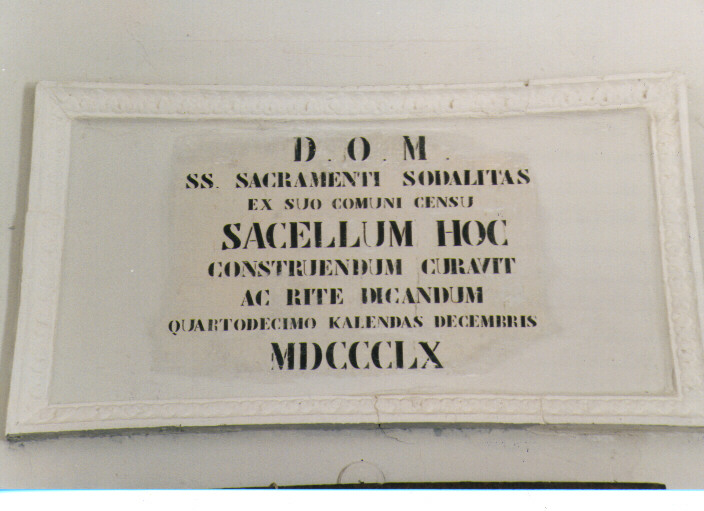 D . O . M .
SS. SACRAMENTI SODALITAS
EX SUO COMUNI CENSU
SACELLUM HOC
CONSTRUENDUM CURAVIT
AC RITE DICANDUM
QUARTODECIMO KALENDAS DECEMBRIS
MDCCCLX